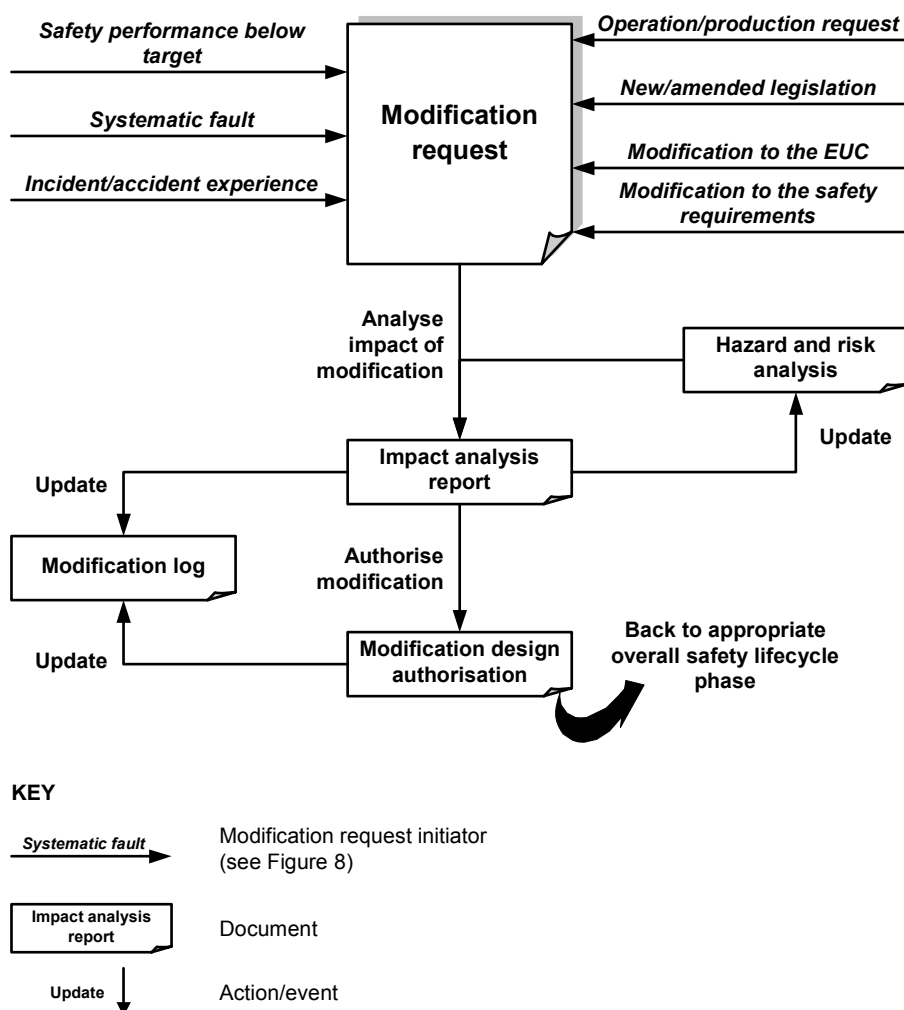 Safety performance below
target
Systematic fault
Incident/accident experience
Modification
request
Operation/production request
New/amended legislation
Modification to the EUC
Modification to the safety
requirements
Analyse
impact of
modification
Hazard and risk
analysis
Update
Impact analysis
report
Update
Modification log
Authorise
modification
Update
Modification design
authorisation
Back to appropriate
overall safety lifecycle
phase
KEY
Systematic fault
Modification request initiator
(see Figure 8)
Impact analysis
report
Document
Update
Action/event